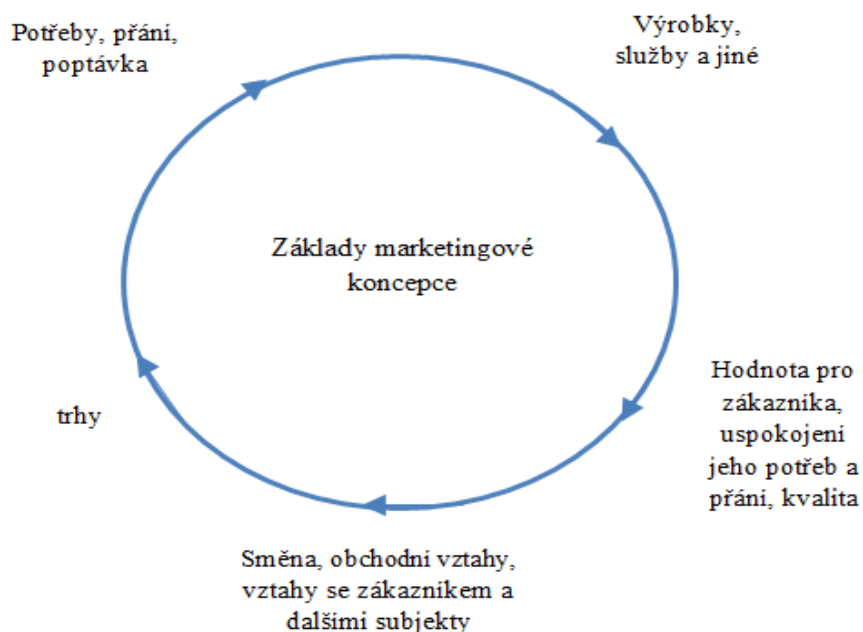 Potřeby, přání,
poptávka
Výrobky,
služby a jiné
Základy marketingové
koncepce
Hodnota pro
zákazníka,
uspokojení
jeho potřeb a
přání, kvalita
trhy
Směna, obchodní vztahy,
vztahy se zákazníkem a
dalšími subjekty